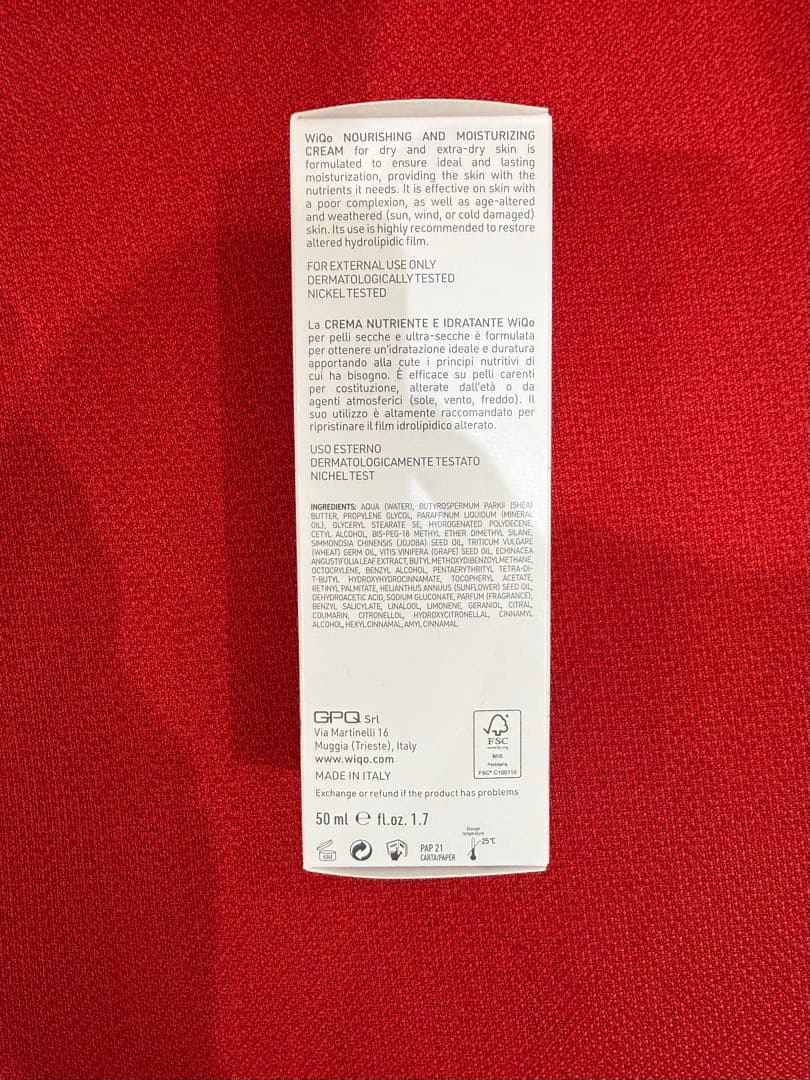 WiQo NOURISHING AND MOISTURIZING
CREAM for dry and extra-dry skin is
formulated to ensure ideal and lasting
moisturization, providing the skin with the
nutrients it needs. It is effective on skin with
a poor complexion, as well as age-altered
and weathered (sun, wind, or cold damaged)
skin. Its use is highly recommended to restore
altered hydrolipidic film.
FOR EXTERNAL USE ONLY
DERMATOLOGICALLY TESTED
NICKEL TESTED
La CREMA NUTRIENTE E IDRATANTE WiQo
per pelli secche e ultra-secche è formulata
per ottenere un'idratazione ideale e duratura
apportando alla cute i principi nutritivi di
cui ha bisogno. È efficace su pelli carenti
per costituzione, alterate dall'età o da
agenti atmosferici (sole, vento, freddo). Il
suo utilizzo è altamente raccomandato per
ripristinare il film idrolipidico alterato.
USO ESTERNO
DERMATOLOGICAMENTE TESTATO
NICHEL TEST
INGREDIENTS: AQUA (WATER), BUTYROSPERMUM PARKII (SHEA)
BUTTER, PROPYLENE GLYCOL, PARAFFINUM LIQUIDUM (MINERAL
OIL), GLYCERYL STEARATE SE, HYDROGENATED POLYDECENE,
CETYL ALCOHOL, BIS-PEG-18 METHYL ETHER DIMETHYL SILANE,
SIMMONDSIA CHINENSIS (JOJOBA) SEED OIL, TRITICUM VULGARE
(WHEAT) GERM OIL, VITIS VINIFERA (GRAPE) SEED OIL, ECHINACEA
ANGUSTIFOLIA LEAF EXTRACT, BUTYL METHOXYDIBENZOYLMETHANE,
OCTOCRYLENE, BENZYL ALCOHOL, PENTAERYTHRITYL TETRA-DI-
T-BUTYL HYDROXYHYDROCINNAMATE, TOCOPHERYL ACETATE,
RETINYL PALMITATE, HELIANTHUS ANNUUS (SUNFLOWER) SEED OIL,
DEHYDROACETIC ACID, SODIUM GLUCONATE, PARFUM (FRAGRANCE),
BENZYL SALICYLATE, LINALOOL, LIMONENE, GERANIOL, CITRAL,
COUMARIN, CITRONELLOL, HYDROXYCITRONELLAL, CINNAMYL
ALCOHOL, HEXYL CINNAMAL, AMYL CINNAMAL.
GPQ Srl
Via Martinelli 16
Muggia (Trieste), Italy
www.wiqo.com
MADE IN ITALY
FSC
www.fsc.org
MIX
Packaging
FSC® C100110
Exchange or refund if the product has problems
50 ml ℮ fl.oz. 1.7
6M
PAP 21
CARTA/PAPER
Storage
temperature
25°C